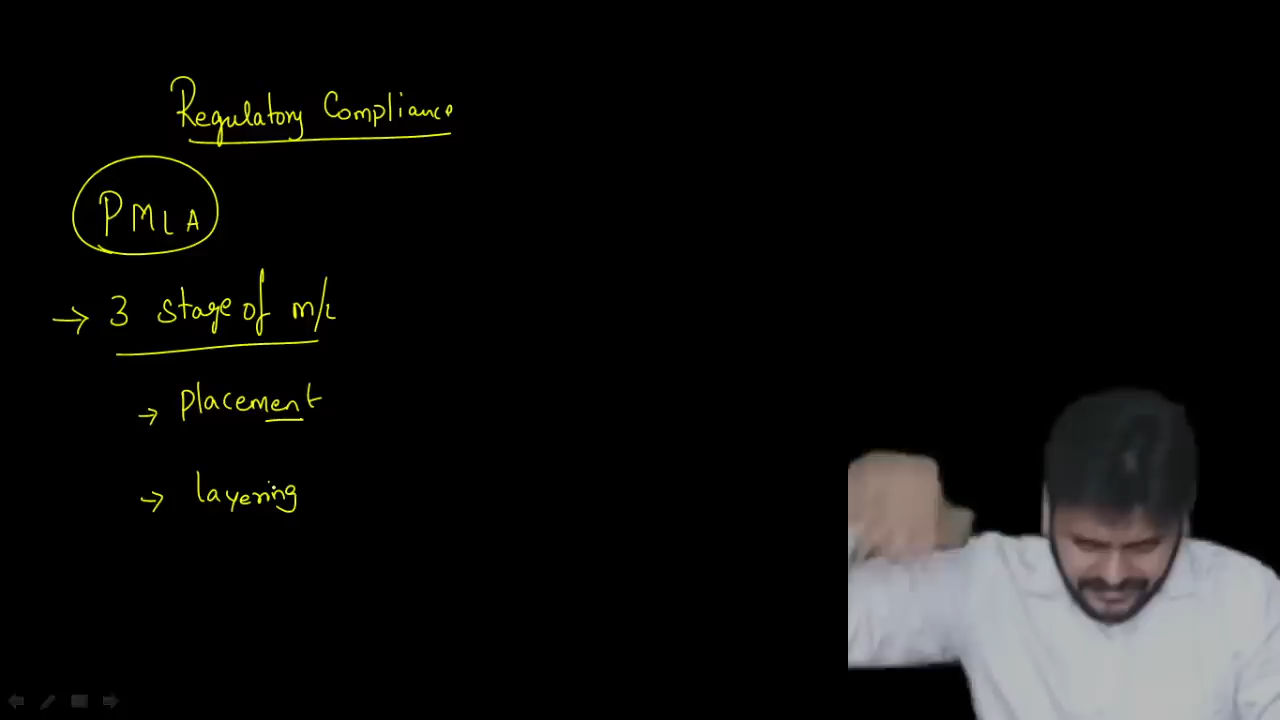 Regulatory Compliance
PMLA
→ 3 stage of m/L
→ Placement
→ layering